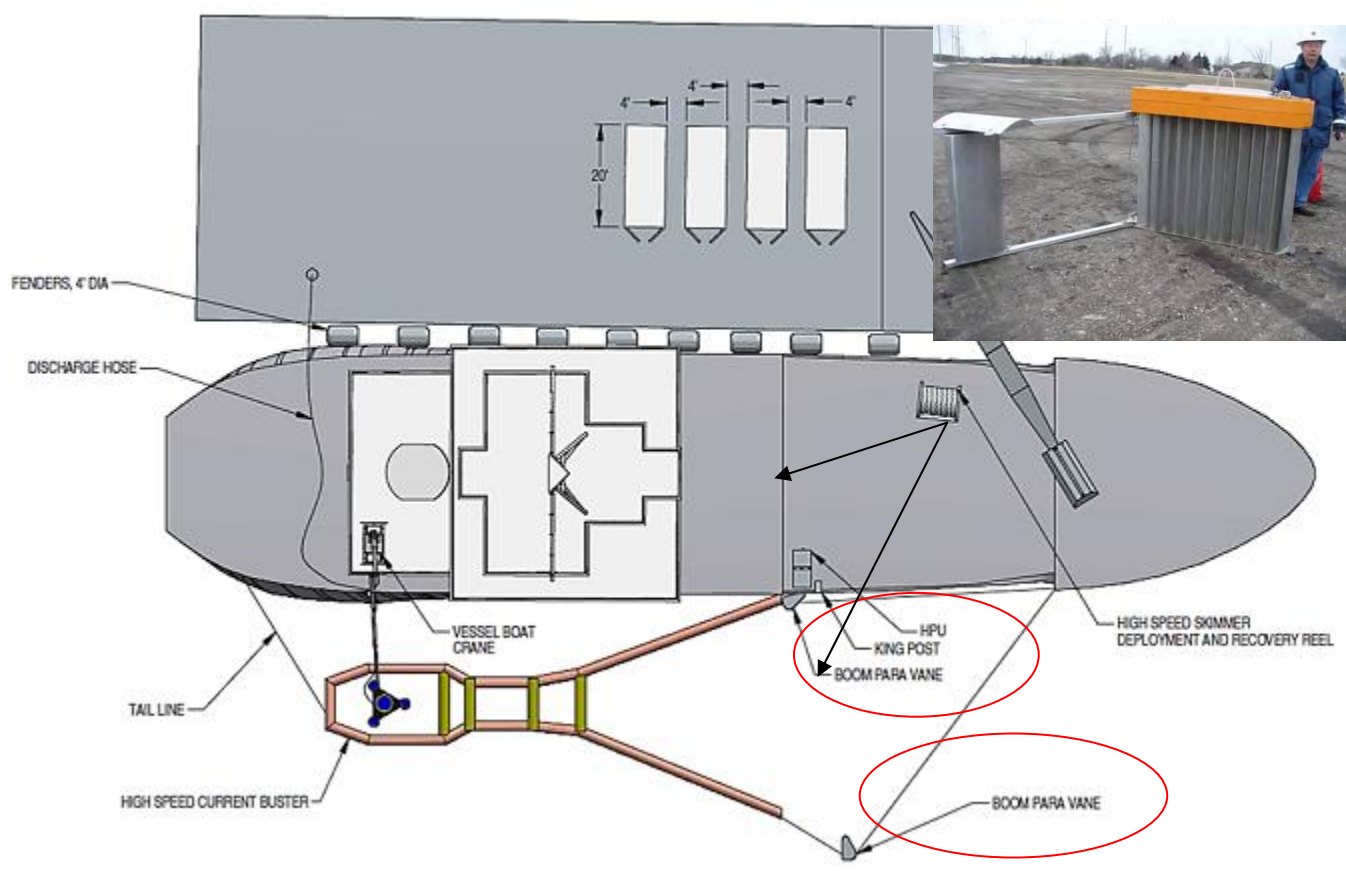 4'
4'
4'
20'
FENDERS, 4' DIA
DISCHARGE HOSE
VESSEL BOAT
CRANE
HPU
KING POST
BOOM PARA VANE
HIGH SPEED SKIMMER
DEPLOYMENT AND RECOVERY REEL
TAIL LINE
HIGH SPEED CURRENT BUSTER
BOOM PARA VANE